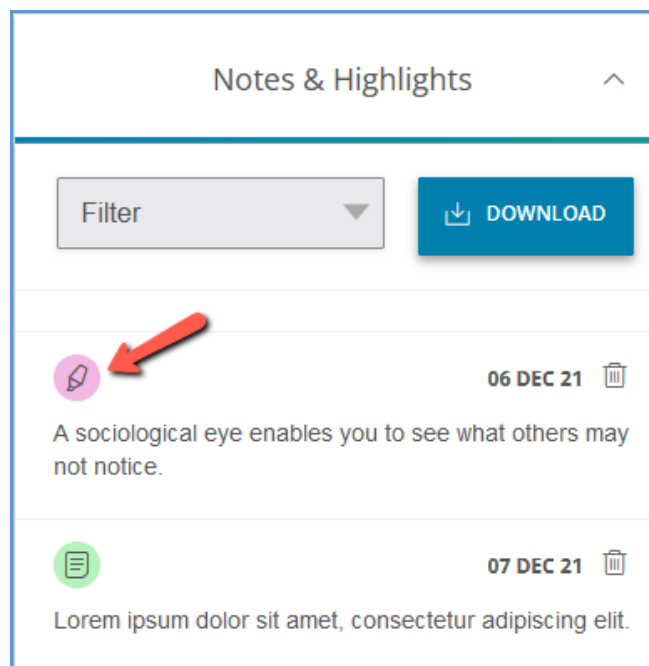 Notes & Highlights
Filter
DOWNLOAD
06 DEC 21
A sociological eye enables you to see what others may
not notice.
07 DEC 21
Lorem ipsum dolor sit amet, consectetur adipiscing elit.